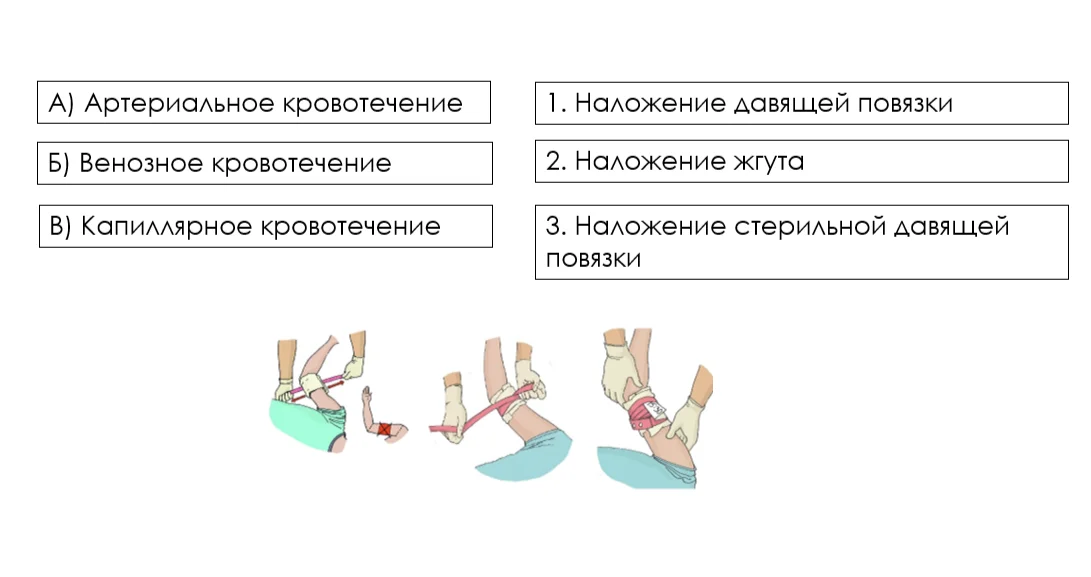 А) Артериальное кровотечение
1. Наложение давящей повязки
Б) Венозное кровотечение
2. Наложение жгута
В) Капиллярное кровотечение
3. Наложение стерильной давящей
повязки